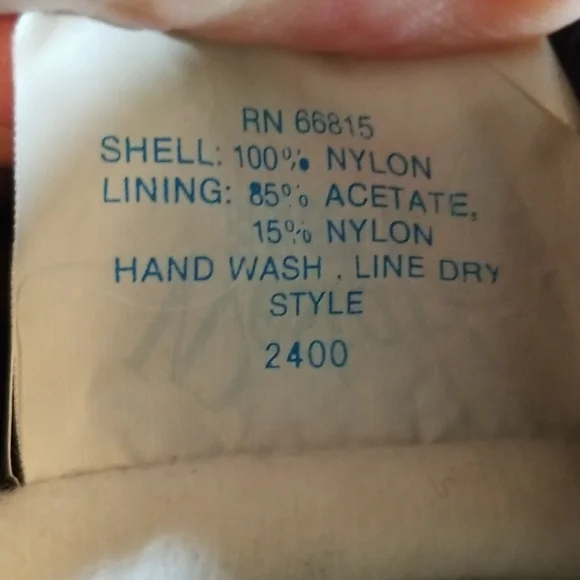 RN 66815
SHELL: 100% NYLON
LINING: 85% ACETATE,
15% NYLON
HAND WASH . LINE DRY
STYLE
2400